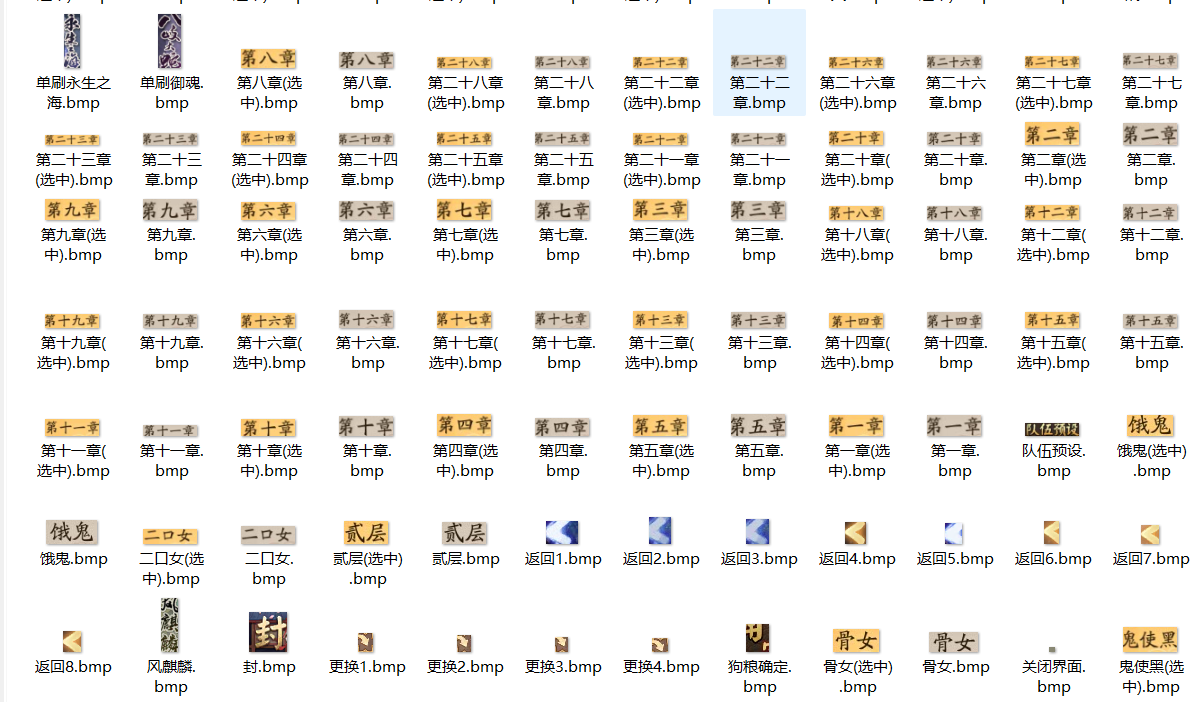 永生之海 八岐大蛇 第八章 第八章 第二十八章 第二十八章 第二十二章 第二十二章 第二十六章 第二十六章 第二十七章 第二十七章
单刷永生之 单刷御魂. 第八章(选 第八章. 第二十八章 第二十八 第二十二章 第二十二 第二十六章 第二十六 第二十七章 第二十七
海.bmp bmp 中).bmp bmp (选中).bmp 章.bmp (选中).bmp 章.bmp (选中).bmp 章.bmp (选中).bmp 章.bmp
第二十三章 第二十三章 第二十四章 第二十四章 第二十五章 第二十五章 第二十一章 第二十一章 第二十章 第二十章 第二章 第二章
第二十三章 第二十三 第二十四章 第二十四 第二十五章 第二十五 第二十一章 第二十一 第二十章( 第二十章. 第二章(选 第二章.
(选中).bmp 章.bmp (选中).bmp 章.bmp (选中).bmp 章.bmp (选中).bmp 章.bmp 选中).bmp bmp 中).bmp bmp
第九章 第九章 第六章 第六章 第七章 第七章 第三章 第三章 第十八章 第十八章 第十二章 第十二章
第九章(选 第九章. 第六章(选 第六章. 第七章(选 第七章. 第三章(选 第三章. 第十八章( 第十八章. 第十二章( 第十二章.
中).bmp bmp 中).bmp bmp 中).bmp bmp 中).bmp bmp 选中).bmp bmp 选中).bmp bmp
第十九章 第十九章 第十六章 第十六章 第十七章 第十七章 第十三章 第十三章 第十四章 第十四章 第十五章 第十五章
第十九章( 第十九章. 第十六章( 第十六章. 第十七章( 第十七章. 第十三章( 第十三章. 第十四章( 第十四章. 第十五章( 第十五章.
选中).bmp bmp 选中).bmp bmp 选中).bmp bmp 选中).bmp bmp 选中).bmp bmp 选中).bmp bmp
第十一章 第十一章 第十章 第十章 第四章 第四章 第五章 第五章 第一章 第一章 队伍预设 饿鬼
第十一章( 第十一章. 第十章(选 第十章. 第四章(选 第四章. 第五章(选 第五章. 第一章(选 第一章. 队伍预设. 饿鬼(选中)
选中).bmp bmp 中).bmp bmp 中).bmp bmp 中).bmp bmp 中).bmp bmp bmp .bmp
饿鬼 二口女 二口女 贰层 贰层
饿鬼.bmp 二口女(选 二口女. 贰层(选中) 贰层.bmp 返回1.bmp 返回2.bmp 返回3.bmp 返回4.bmp 返回5.bmp 返回6.bmp 返回7.bmp
中).bmp bmp .bmp
风麒麟 封 骨女 骨女 鬼使黑
返回8.bmp 风麒麟. 封.bmp 更换1.bmp 更换2.bmp 更换3.bmp 更换4.bmp 狗粮确定. 骨女(选中) 骨女.bmp 关闭界面. 鬼使黑(选
bmp bmp .bmp bmp 中).bmp